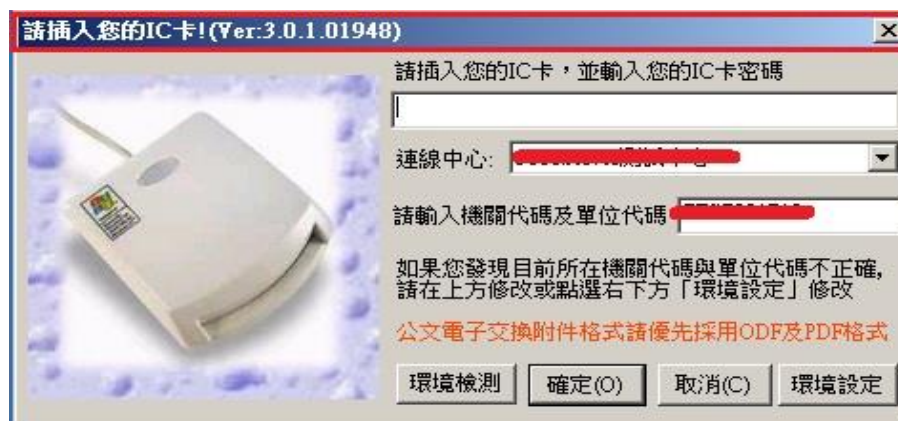 請插入您的IC卡!(Ver:3.0.1.01948)
請插入您的IC卡，並輸入您的IC卡密碼
連線中心:
請輸入機關代碼及單位代碼
如果您發現目前所在機關代碼與單位代碼不正確,
請在上方修改或點選右下方「環境設定」修改
公文電子交換附件格式請優先採用ODF及PDF格式
環境檢測 確定(O) 取消(C) 環境設定